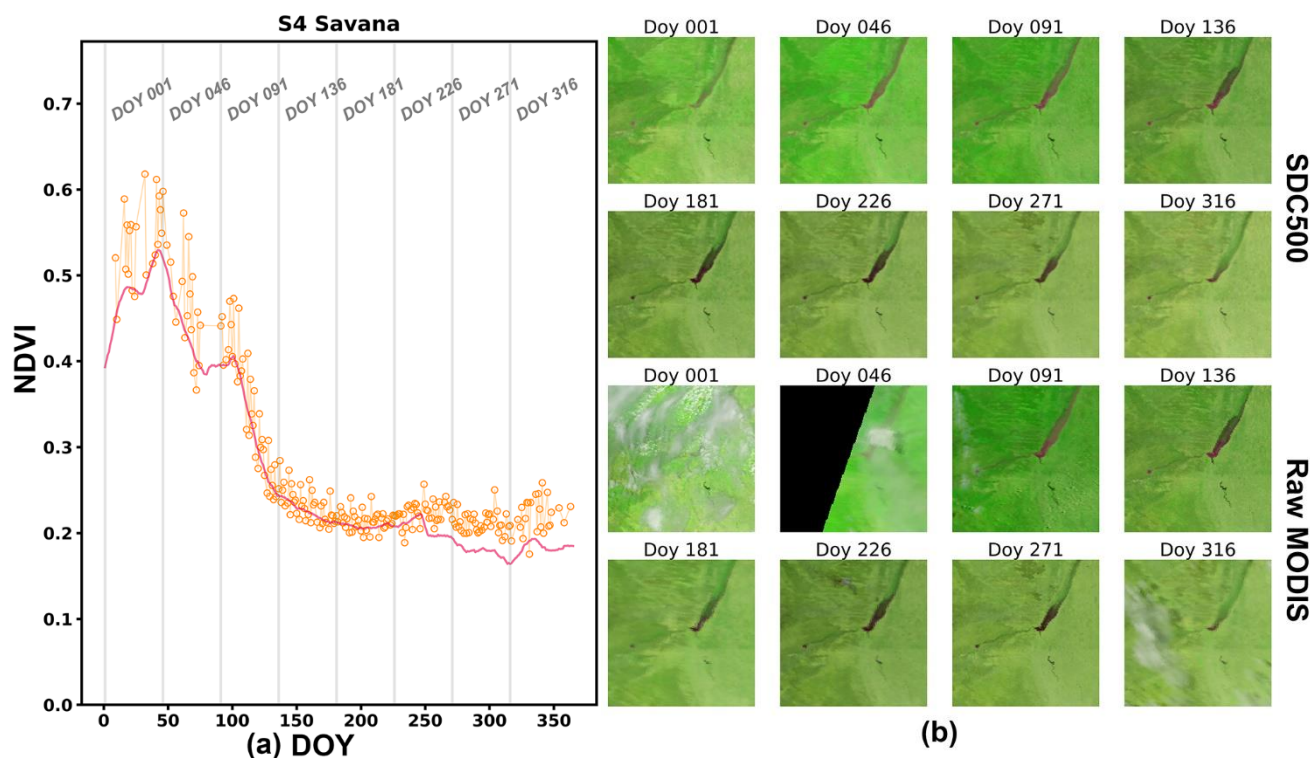 S4 Savana
NDVI
0.7
0.6
0.5
0.4
0.3
0.2
0.1
0.0
DOY 001
DOY 046
DOY 091
DOY 136
DOY 181
DOY 226
DOY 271
DOY 316
0 50 100 150 200 250 300 350
(a) DOY
Doy 001 Doy 046 Doy 091 Doy 136
Doy 181 Doy 226 Doy 271 Doy 316
SDC500
Doy 001 Doy 046 Doy 091 Doy 136
Doy 181 Doy 226 Doy 271 Doy 316
Raw MODIS
(b)